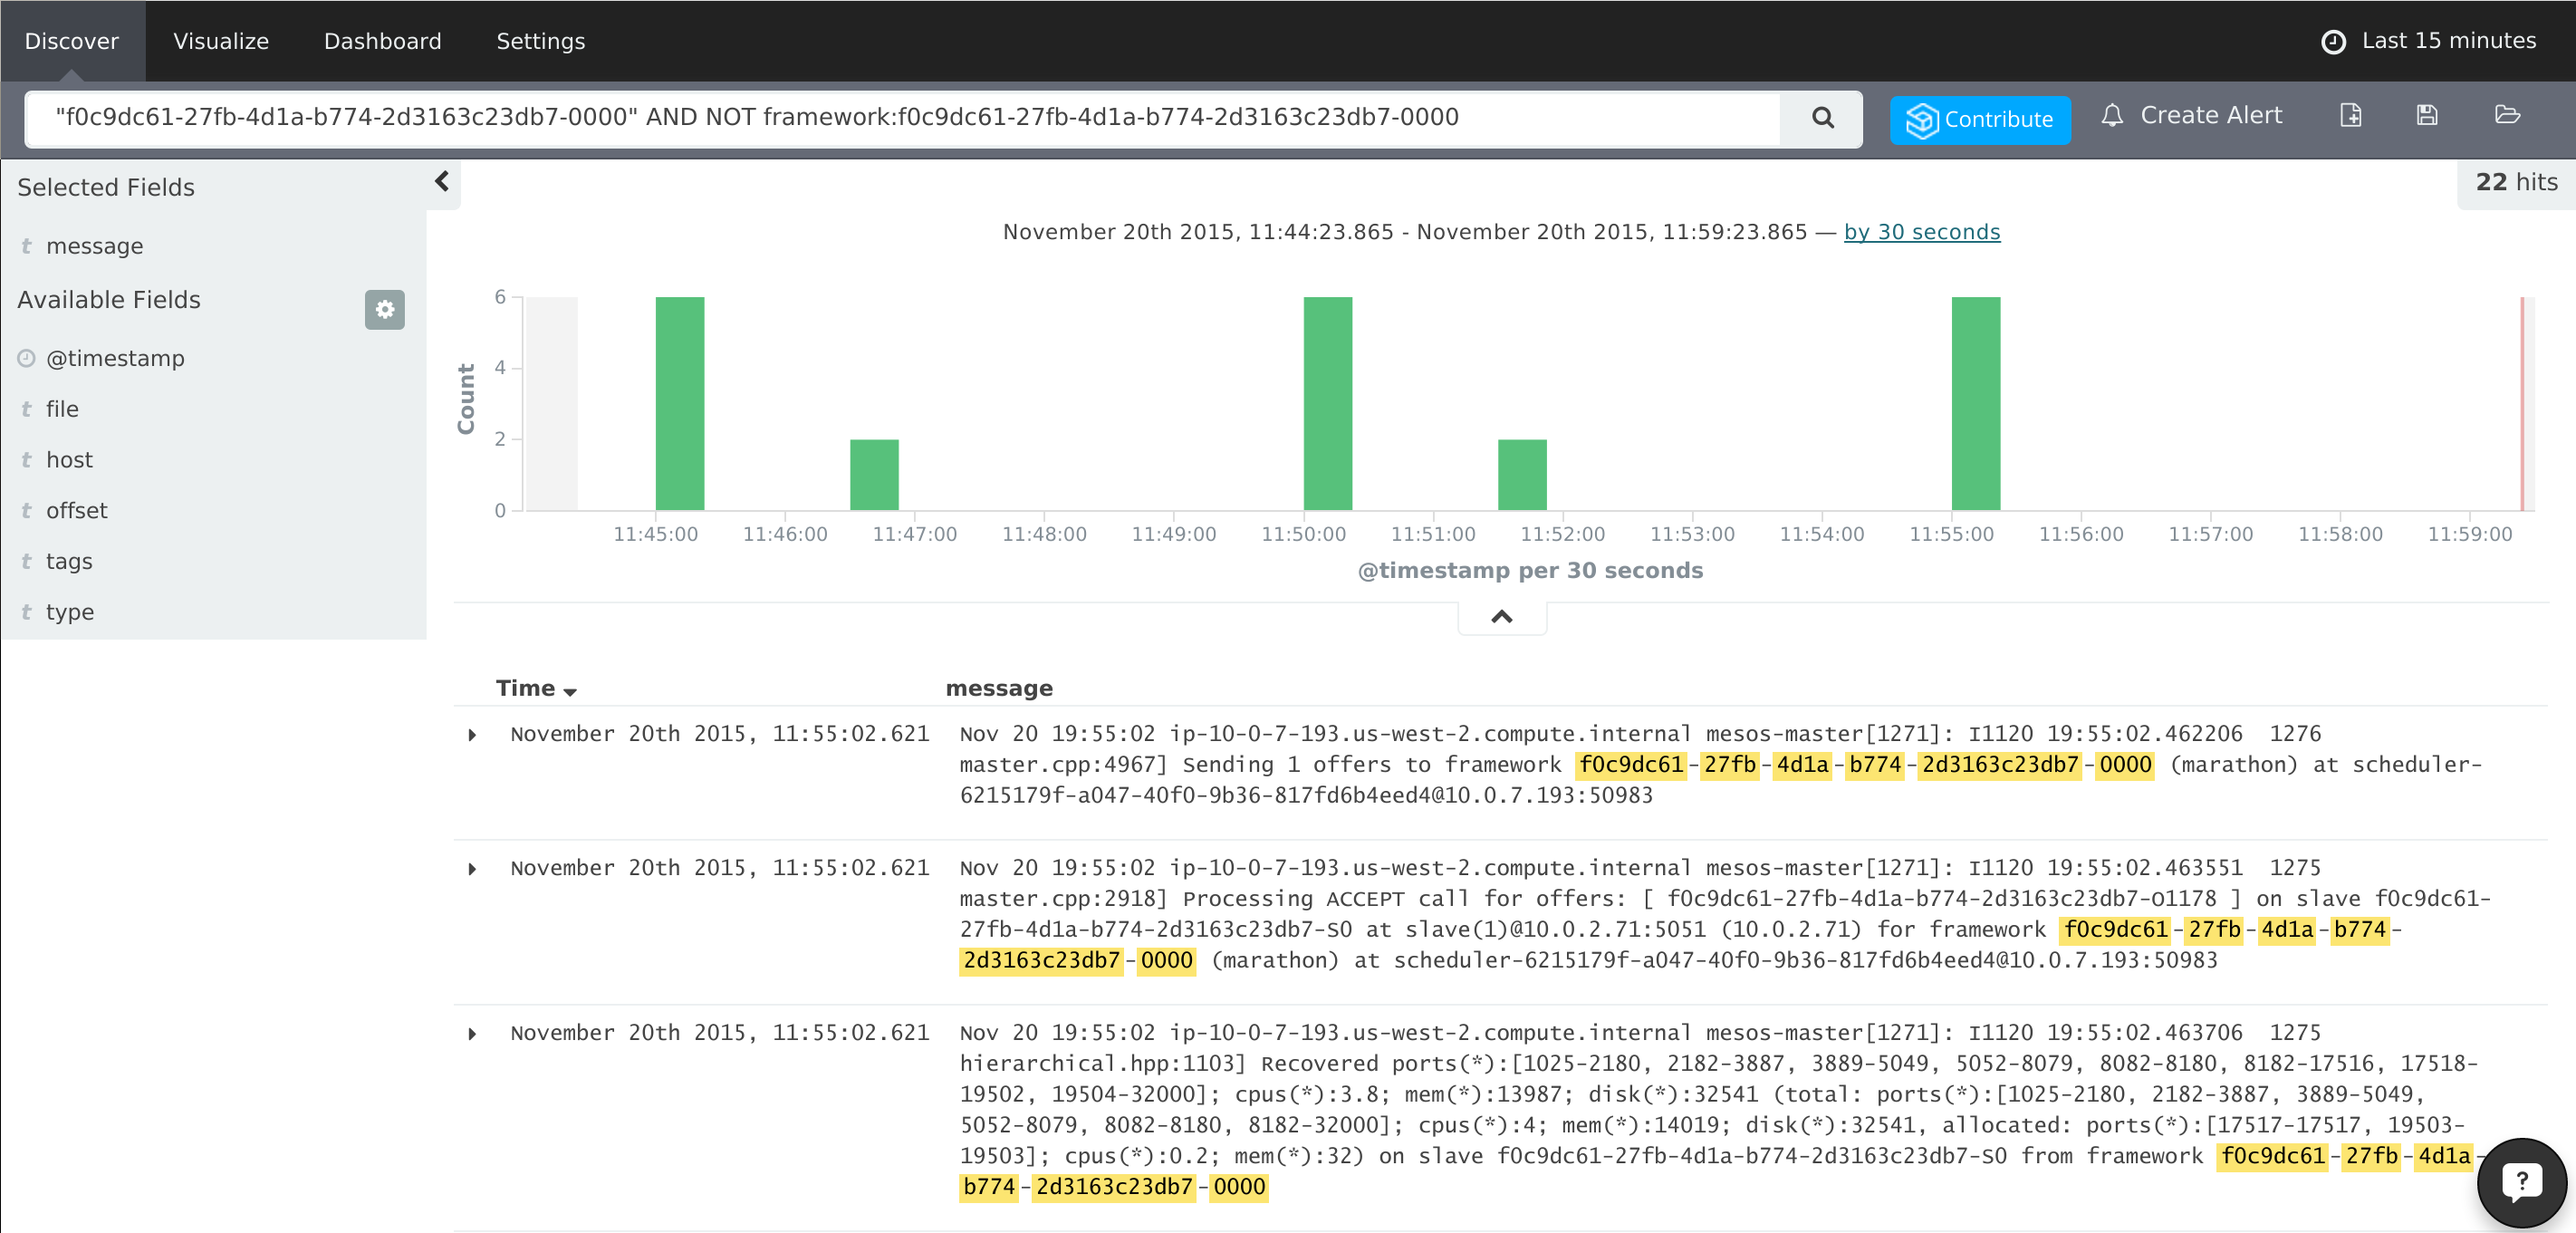 Discover Visualize Dashboard Settings Last 15 minutes
"f0c9dc61-27fb-4d1a-b774-2d3163c23db7-0000" AND NOT framework:f0c9dc61-27fb-4d1a-b774-2d3163c23db7-0000 Contribute Create Alert
Selected Fields
t message
Available Fields
@timestamp
t file
t host
t offset
t tags
t type
22 hits
November 20th 2015, 11:44:23.865 - November 20th 2015, 11:59:23.865 — by 30 seconds
Count
6
4
2
0
11:45:00 11:46:00 11:47:00 11:48:00 11:49:00 11:50:00 11:51:00 11:52:00 11:53:00 11:54:00 11:55:00 11:56:00 11:57:00 11:58:00 11:59:00
@timestamp per 30 seconds
Time message
November 20th 2015, 11:55:02.621 Nov 20 19:55:02 ip-10-0-7-193.us-west-2.compute.internal mesos-master[1271]: I1120 19:55:02.462206 1276
master.cpp:4967] Sending 1 offers to framework f0c9dc61-27fb-4d1a-b774-2d3163c23db7-0000 (marathon) at scheduler-
6215179f-a047-40f0-9b36-817fd6b4eed4@10.0.7.193:50983
November 20th 2015, 11:55:02.621 Nov 20 19:55:02 ip-10-0-7-193.us-west-2.compute.internal mesos-master[1271]: I1120 19:55:02.463551 1275
master.cpp:2918] Processing ACCEPT call for offers: [ f0c9dc61-27fb-4d1a-b774-2d3163c23db7-O1178 ] on slave f0c9dc61-
27fb-4d1a-b774-2d3163c23db7-S0 at slave(1)@10.0.2.71:5051 (10.0.2.71) for framework f0c9dc61-27fb-4d1a-b774-
2d3163c23db7-0000 (marathon) at scheduler-6215179f-a047-40f0-9b36-817fd6b4eed4@10.0.7.193:50983
November 20th 2015, 11:55:02.621 Nov 20 19:55:02 ip-10-0-7-193.us-west-2.compute.internal mesos-master[1271]: I1120 19:55:02.463706 1275
hierarchical.hpp:1103] Recovered ports(*):[1025-2180, 2182-3887, 3889-5049, 5052-8079, 8082-8180, 8182-17516, 17518-
19502, 19504-32000]; cpus(*):3.8; mem(*):13987; disk(*):32541 (total: ports(*):[1025-2180, 2182-3887, 3889-5049,
5052-8079, 8082-8180, 8182-32000]; cpus(*):4; mem(*):14019; disk(*):32541, allocated: ports(*):[17517-17517, 19503-
19503]; cpus(*):0.2; mem(*):32) on slave f0c9dc61-27fb-4d1a-b774-2d3163c23db7-S0 from framework f0c9dc61-27fb-4d1a-
b774-2d3163c23db7-0000